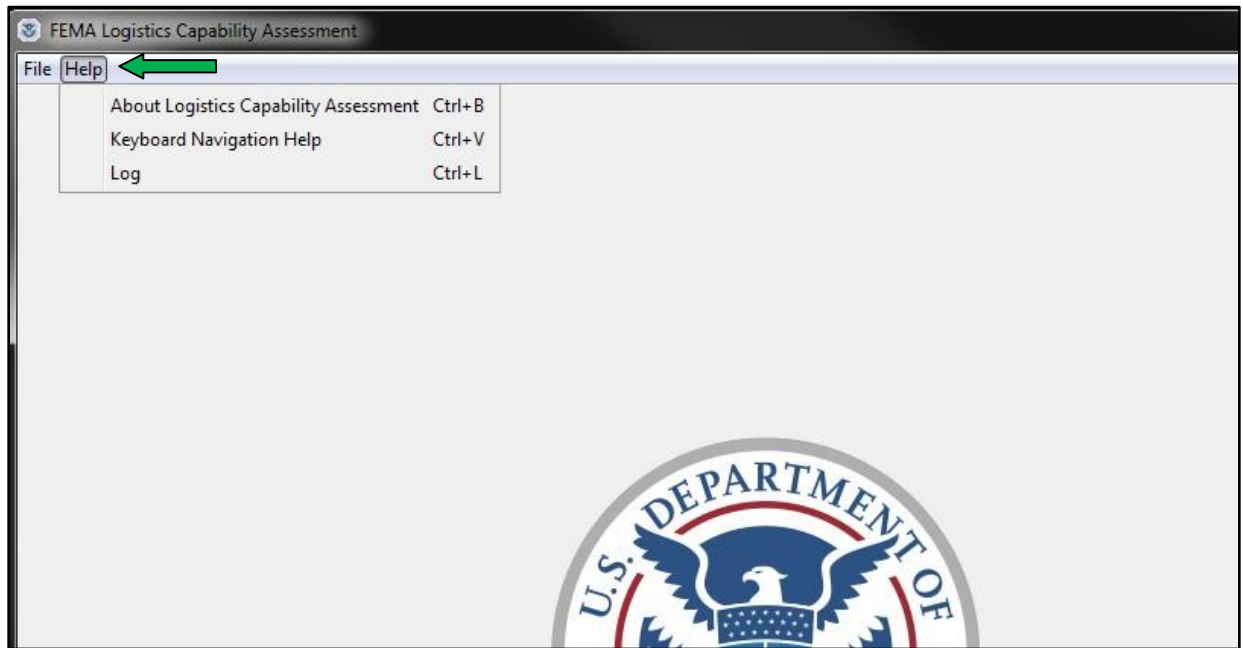 FEMA Logistics Capability Assessment
File Help
About Logistics Capability Assessment Ctrl+B
Keyboard Navigation Help Ctrl+V
Log Ctrl+L
U.S. DEPARTMENT OF